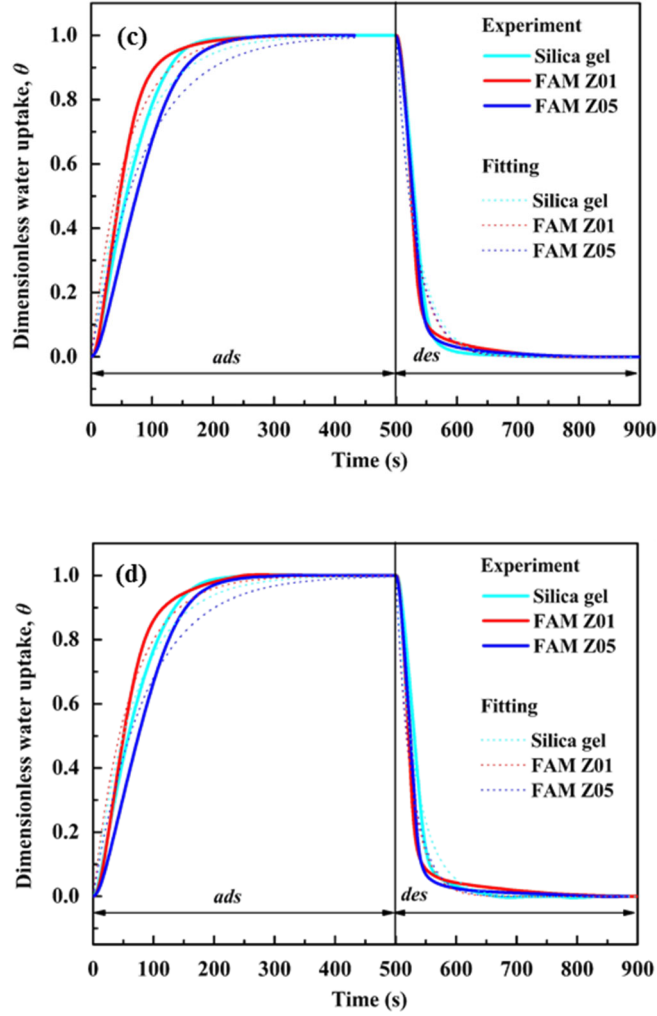 (c)
Dimensionless water uptake, θ
1.0
0.8
0.6
0.4
0.2
0.0
Experiment
Silica gel
FAM Z01
FAM Z05
Fitting
Silica gel
FAM Z01
FAM Z05
ads
des
0 100 200 300 400 500 600 700 800 900
Time (s)
(d)
Dimensionless water uptake, θ
1.0
0.8
0.6
0.4
0.2
0.0
Experiment
Silica gel
FAM Z01
FAM Z05
Fitting
Silica gel
FAM Z01
FAM Z05
ads
des
0 100 200 300 400 500 600 700 800 900
Time (s)